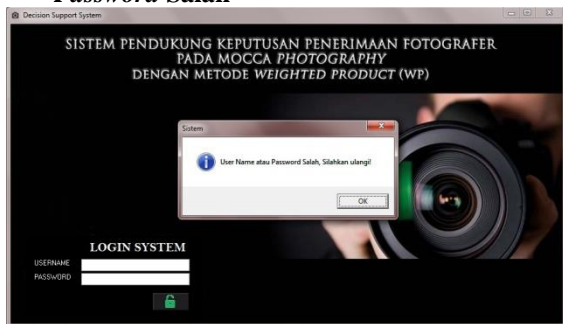 Password Salah
Decision Support System
SISTEM PENDUKUNG KEPUTUSAN PENERIMAAN FOTOGRAFER
PADA MOCCA PHOTOGRAPHY
DENGAN METODE WEIGHTED PRODUCT (WP)
Sistem
User Name atau Password Salah, Silahkan ulangi!
OK
LOGIN SYSTEM
USERNAME
PASSWORD